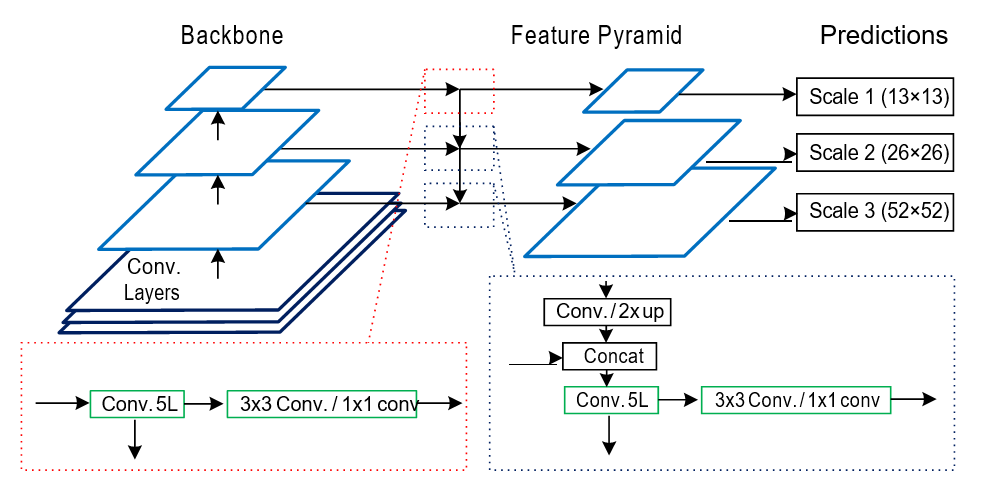 Backbone
Feature Pyramid
Predictions
Scale 1 (13×13)
Scale 2 (26×26)
Scale 3 (52×52)
Conv.
Layers
Conv. / 2x up
Concat
Conv. 5L
3x3 Conv. / 1x1 conv
Conv. 5L
3x3 Conv. / 1x1 conv